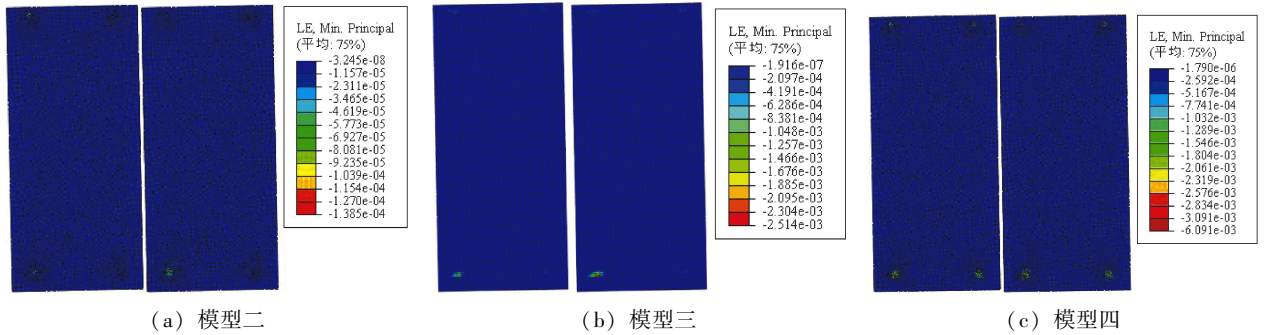 LE, Min. Principal
(平均: 75%)
-3.245e-08
-1.157e-05
-2.311e-05
-3.465e-05
-4.619e-05
-5.773e-05
-6.927e-05
-8.081e-05
-9.235e-05
-1.039e-04
-1.154e-04
-1.270e-04
-1.385e-04
(a) 模型二
LE, Min. Principal
(平均: 75%)
-1.916e-07
-2.097e-04
-4.191e-04
-6.286e-04
-8.381e-04
-1.048e-03
-1.257e-03
-1.466e-03
-1.676e-03
-1.885e-03
-2.095e-03
-2.304e-03
-2.514e-03
(b) 模型三
LE, Min. Principal
(平均: 75%)
-1.790e-06
-2.592e-04
-5.167e-04
-7.741e-04
-1.032e-03
-1.289e-03
-1.546e-03
-1.804e-03
-2.061e-03
-2.319e-03
-2.576e-03
-2.834e-03
-3.091e-03
-6.091e-03
(c) 模型四